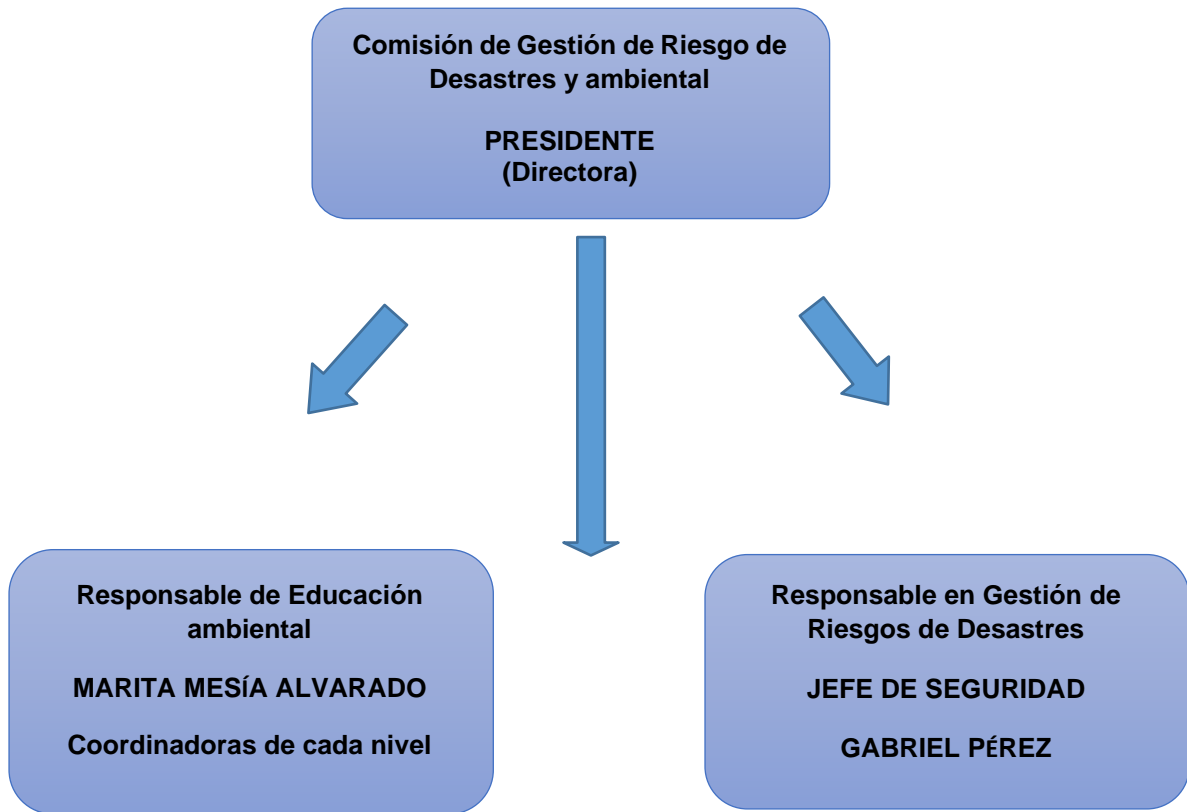 Comisión de Gestión de Riesgo de
Desastres y ambiental
PRESIDENTE
(Directora)
Responsable de Educación
ambiental
MARITA MESÍA ALVARADO
Coordinadoras de cada nivel
Responsable en Gestión de
Riesgos de Desastres
JEFE DE SEGURIDAD
GABRIEL PÉREZ